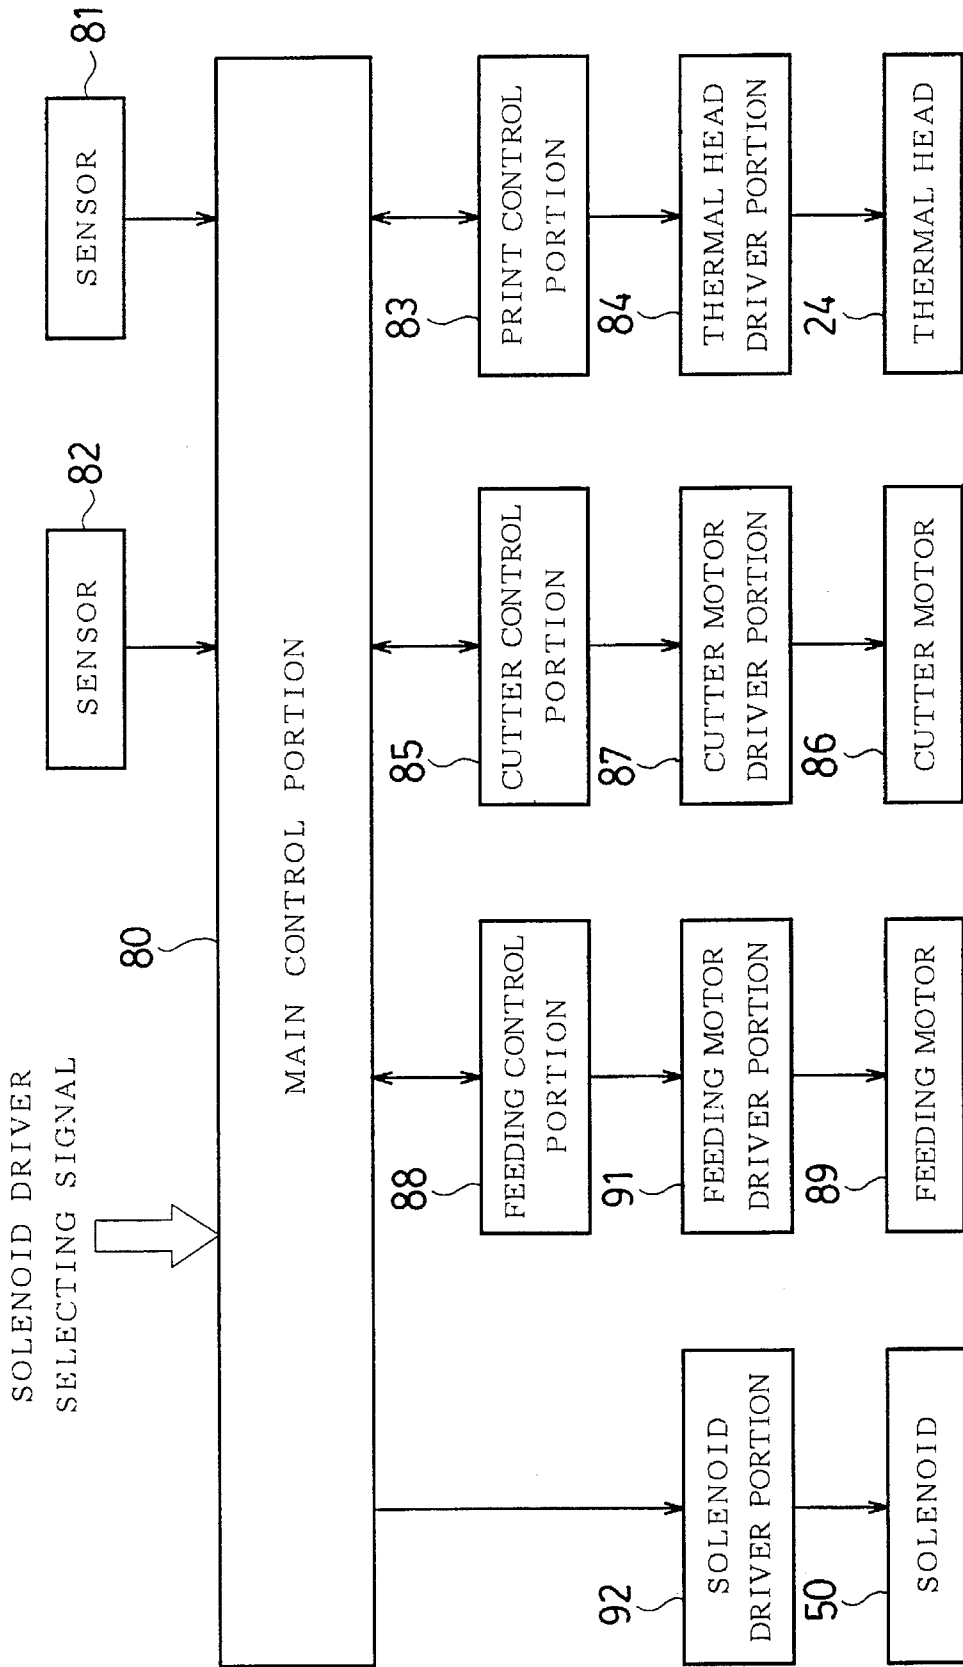 SOLENOID DRIVER
SELECTING SIGNAL
80
SENSOR
82
SENSOR
81
MAIN CONTROL PORTION
88
FEEDING CONTROL
PORTION
85
CUTTER CONTROL
PORTION
83
PRINT CONTROL
PORTION
92
SOLENOID
DRIVER PORTION
91
FEEDING MOTOR
DRIVER PORTION
87
CUTTER MOTOR
DRIVER PORTION
84
THERMAL HEAD
DRIVER PORTION
50
SOLENOID
89
FEEDING MOTOR
86
CUTTER MOTOR
24
THERMAL HEAD